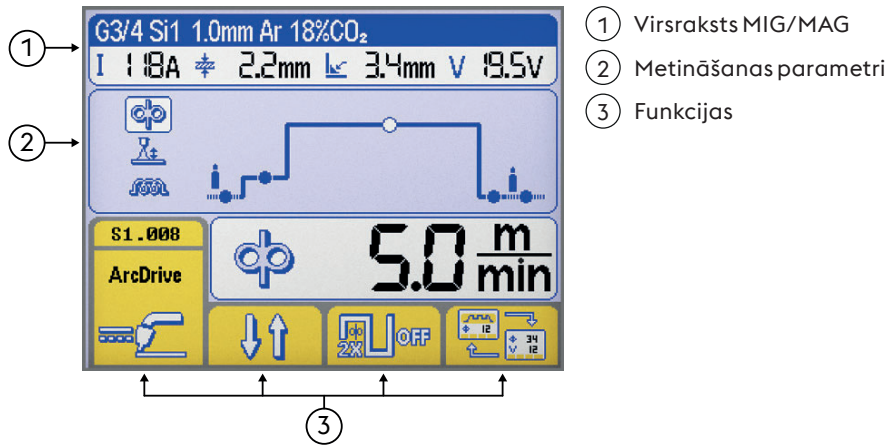 G3/4 Si1 1.0mm Ar 18%CO₂
I 118A 2.2mm 3.4mm V 19.5V
S1.008
ArcDrive
5.0 m/min
2X OFF
12
34
V 12
1
2
3
1 Virsraksts MIG/MAG
2 Metināšanas parametri
3 Funkcijas